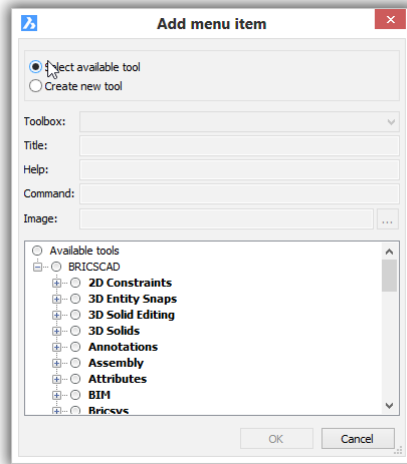 Add menu item
Select available tool
Create new tool
Toolbox:
Title:
Help:
Command:
Image:
...
Available tools
BRICSCAD
2D Constraints
3D Entity Snaps
3D Solid Editing
3D Solids
Annotations
Assembly
Attributes
BIM
Bricsys
OK
Cancel